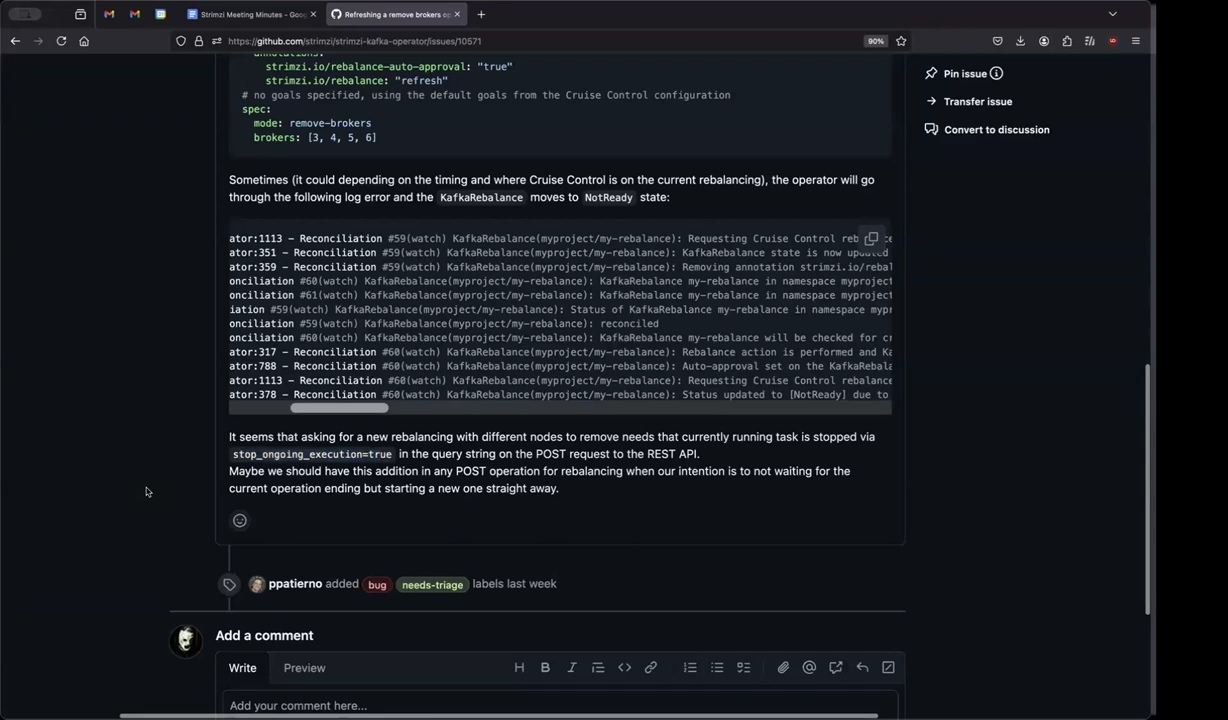 Strimzi Meeting Minutes - Goo
Refreshing a remove brokers op
https://github.com/strimzi/strimzi-kafka-operator/issues/10571
90%
annotations:
strimzi.io/rebalance-auto-approval: "true"
strimzi.io/rebalance: "refresh"
# no goals specified, using the default goals from the Cruise Control configuration
spec:
mode: remove-brokers
brokers: [3, 4, 5, 6]
Pin issue
Transfer issue
Convert to discussion
Sometimes (it could depending on the timing and where Cruise Control is on the current rebalancing), the operator will go
through the following log error and the KafkaRebalance moves to NotReady state:
ator:1113 - Reconciliation #59(watch) KafkaRebalance(myproject/my-rebalance): Requesting Cruise Control reb
ator:351 - Reconciliation #59(watch) KafkaRebalance(myproject/my-rebalance): KafkaRebalance state is now updated
ator:359 - Reconciliation #59(watch) KafkaRebalance(myproject/my-rebalance): Removing annotation strimzi.io/rebal
onciliation #60(watch) KafkaRebalance(myproject/my-rebalance): KafkaRebalance my-rebalance in namespace myproject
onciliation #61(watch) KafkaRebalance(myproject/my-rebalance): KafkaRebalance my-rebalance in namespace myproject
iation #59(watch) KafkaRebalance(myproject/my-rebalance): Status of KafkaRebalance my-rebalance in namespace mypr
onciliation #59(watch) KafkaRebalance(myproject/my-rebalance): reconciled
onciliation #60(watch) KafkaRebalance(myproject/my-rebalance): KafkaRebalance my-rebalance will be checked for cr
ator:317 - Reconciliation #60(watch) KafkaRebalance(myproject/my-rebalance): Rebalance action is performed and Ka
ator:788 - Reconciliation #60(watch) KafkaRebalance(myproject/my-rebalance): Auto-approval set on the KafkaRebala
ator:1113 - Reconciliation #60(watch) KafkaRebalance(myproject/my-rebalance): Requesting Cruise Control rebalance
ator:378 - Reconciliation #60(watch) KafkaRebalance(myproject/my-rebalance): Status updated to [NotReady] due to
It seems that asking for a new rebalancing with different nodes to remove needs that currently running task is stopped via
stop_ongoing_execution=true in the query string on the POST request to the REST API.
Maybe we should have this addition in any POST operation for rebalancing when our intention is to not waiting for the
current operation ending but starting a new one straight away.
ppatierno added bug needs-triage labels last week
Add a comment
Write Preview
Add your comment here...